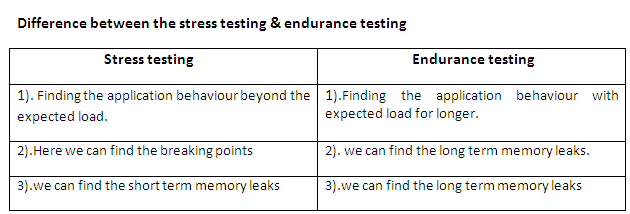 Difference between the stress testing & endurance testing
Stress testing
Endurance testing
1). Finding the application behaviour beyond the
expected load.
1).Finding the application behaviour with
expected load for longer.
2).Here we can find the breaking points
2). we can find the long term memory leaks.
3).we can find the short term memory leaks
3).we can find the long term memory leaks